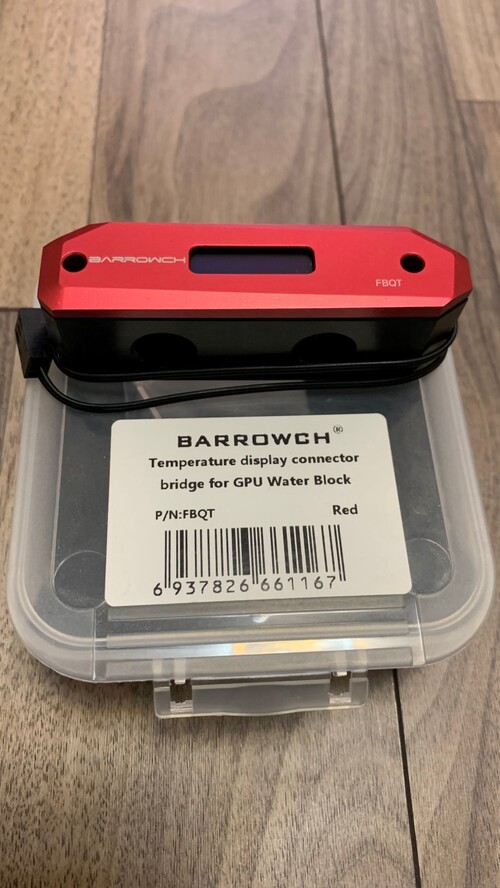 BARROWCH
FBQT
BARROWCH®
Temperature display connector
bridge for GPU Water Block
P/N:FBQT Red
6 937826 661167